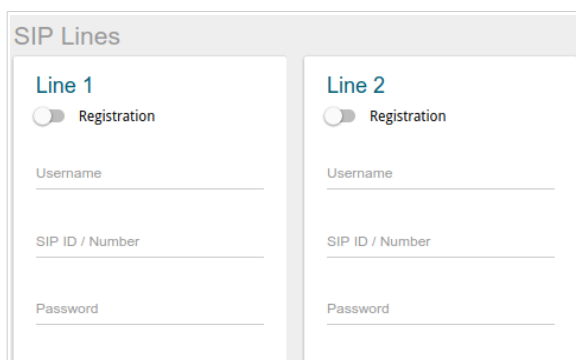 SIP Lines
Line 1
Registration
Username
SIP ID / Number
Password
Line 2
Registration
Username
SIP ID / Number
Password